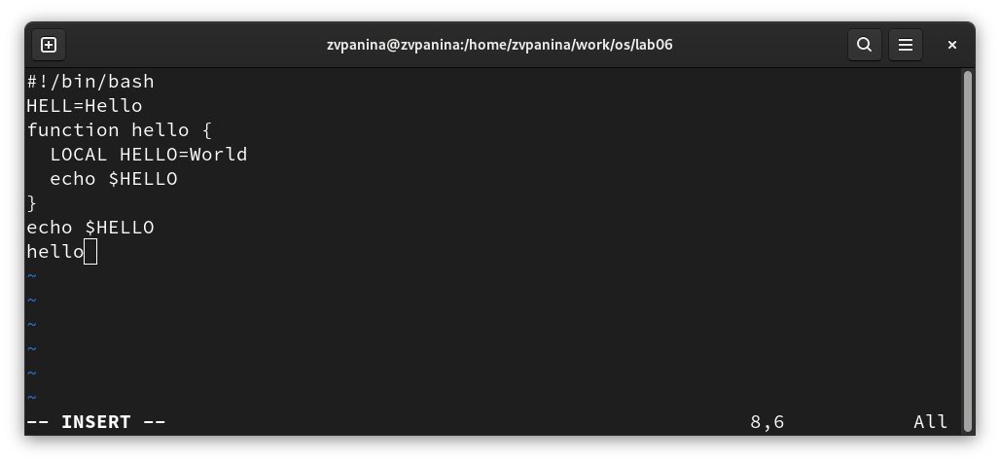 zvpanina@zvpanina:/home/zvpanina/work/os/lab06
#!/bin/bash
HELL=Hello
function hello {
  LOCAL HELLO=World
  echo $HELLO
}
echo $HELLO
hello
~
~
~
~
~
~
-- INSERT -- 8,6 All